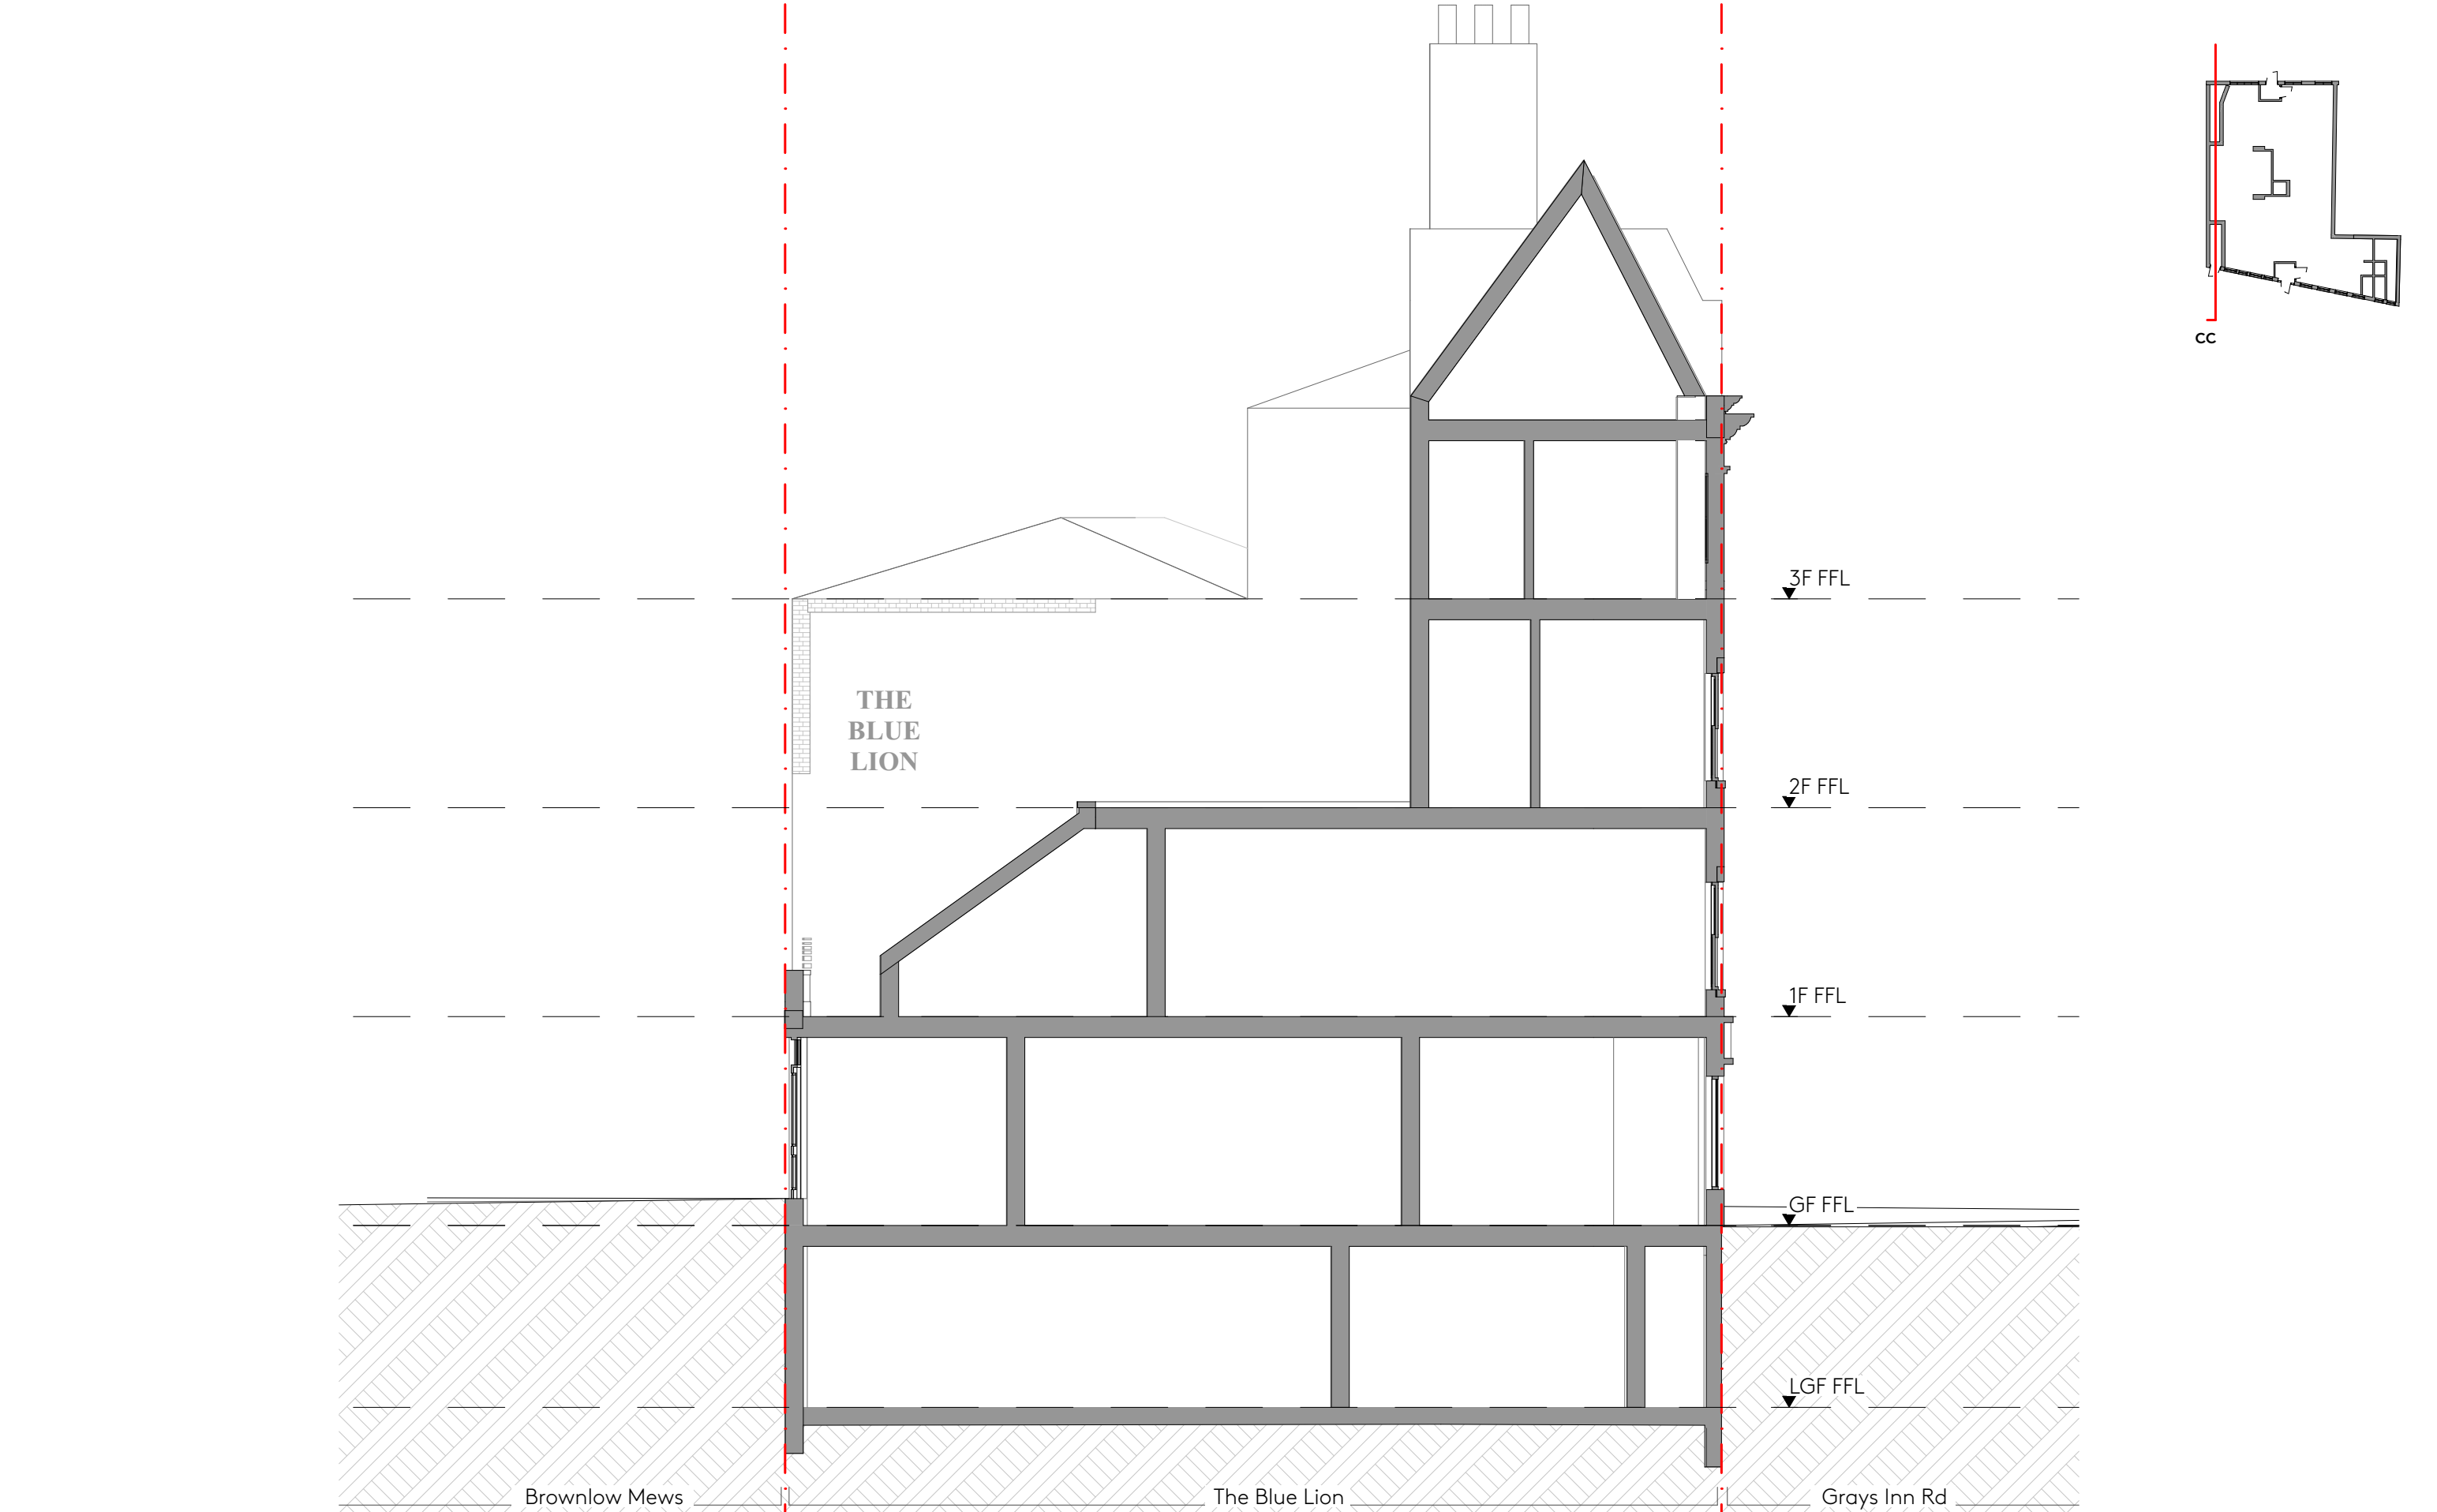 CC
3F FFL
THE
BLUE
LION
2F FFL
1F FFL
GF FFL
LGF FFL
Brownlow Mews
The Blue Lion
Grays Inn Rd